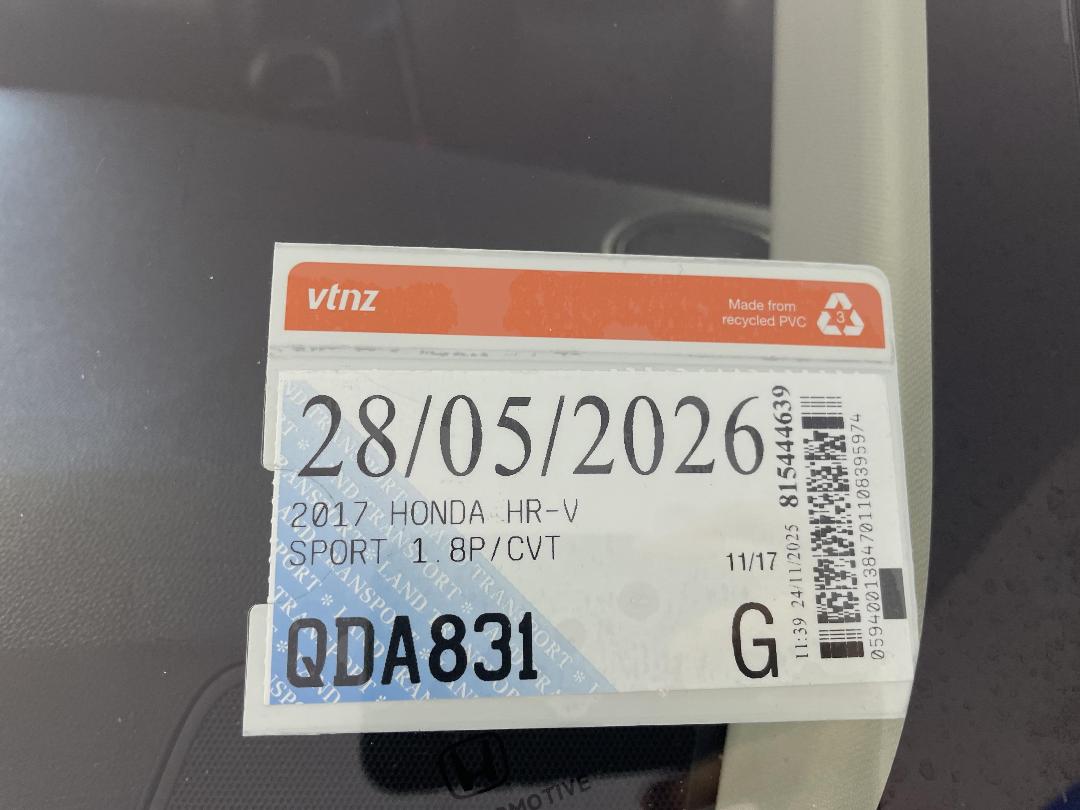 vtnz
Made from
recycled PVC
3
28/05/2026
2017 HONDA HR-V
SPORT 1.8P/CVT
11/17
QDA831
G
815444639
11:39 24/11/2025
0594001384701108395974